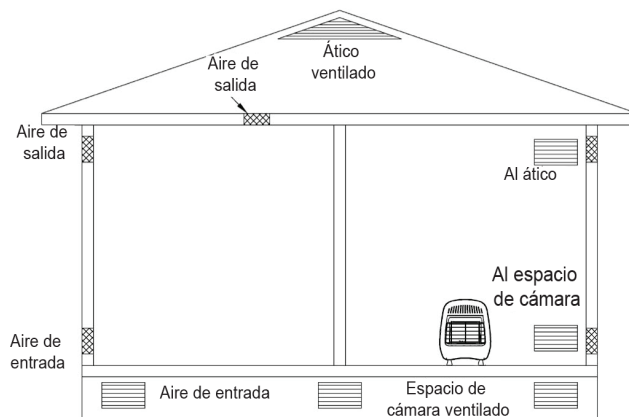 Ático
ventilado
Aire de
salida
Aire de
salida
Al ático
Al espacio
de cámara
Aire de
entrada
Aire de entrada
Espacio de
cámara ventilado